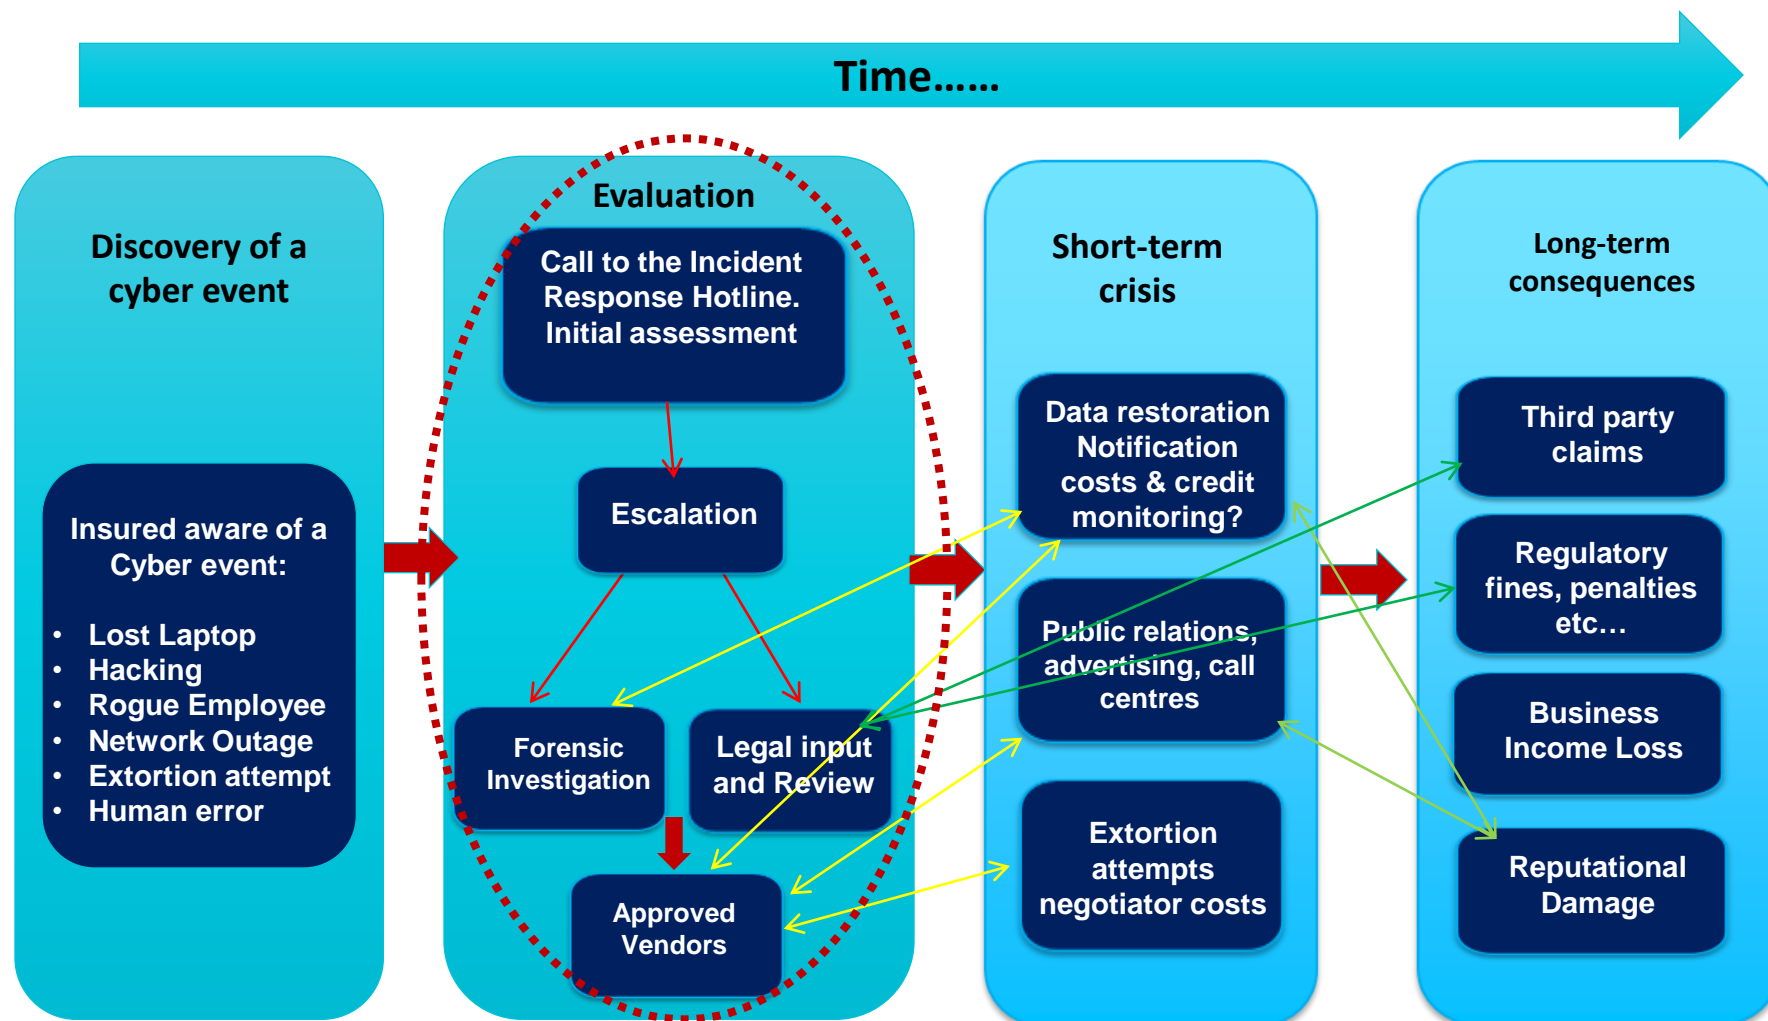 Time……
Discovery of a
cyber event
Insured aware of a
Cyber event:
• Lost Laptop
• Hacking
• Rogue Employee
• Network Outage
• Extortion attempt
• Human error
Evaluation
Call to the Incident
Response Hotline.
Initial assessment
Escalation
Forensic
Investigation
Legal input
and Review
Approved
Vendors
Short-term
crisis
Data restoration
Notification
costs & credit
monitoring?
Public relations,
advertising, call
centres
Extortion
attempts
negotiator costs
Long-term
consequences
Third party
claims
Regulatory
fines, penalties
etc…
Business
Income Loss
Reputational
Damage